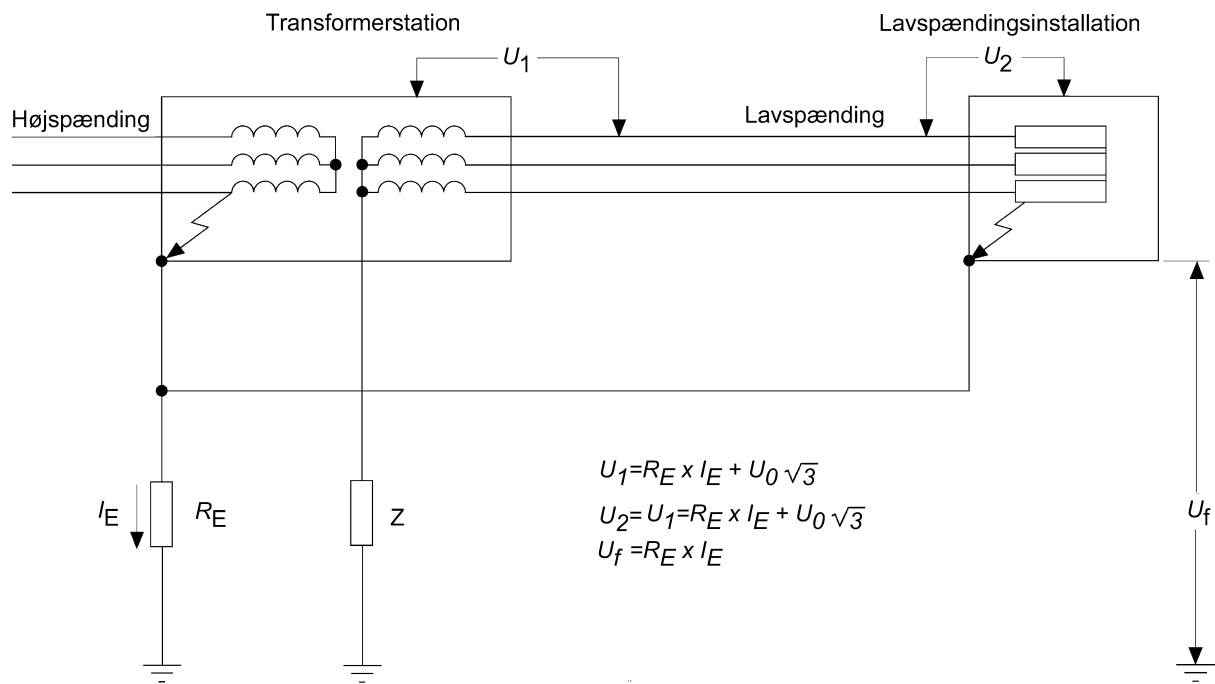 Transformerstation
Lavspændingsinstallation
U1
U2
Højspænding
Lavspænding
U1=RE x IE + U0 √3
U2= U1=RE x IE + U0 √3
Uf =RE x IE
IE
RE
Z
Uf